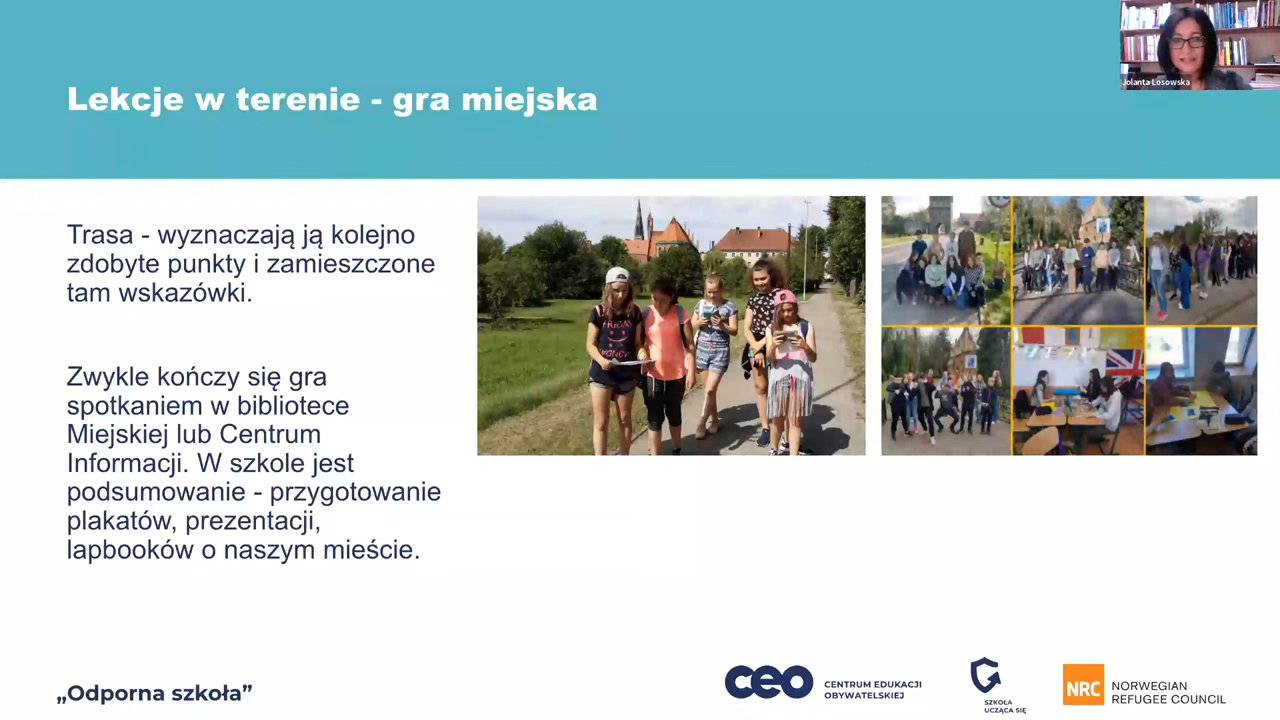 Jolanta Łosowska
Lekcje w terenie - gra miejska
Trasa - wyznaczają ją kolejno
zdobyte punkty i zamieszczone
tam wskazówki.
Zwykle kończy się gra
spotkaniem w bibliotece
Miejskiej lub Centrum
Informacji. W szkole jest
podsumowanie - przygotowanie
plakatów, prezentacji,
lapbooków o naszym mieście.
„Odporna szkoła”
ceo
CENTRUM EDUKACJI
OBYWATELSKIEJ
SZKOŁA
UCZĄCA SIĘ
NRC
NORWEGIAN
REFUGEE COUNCIL